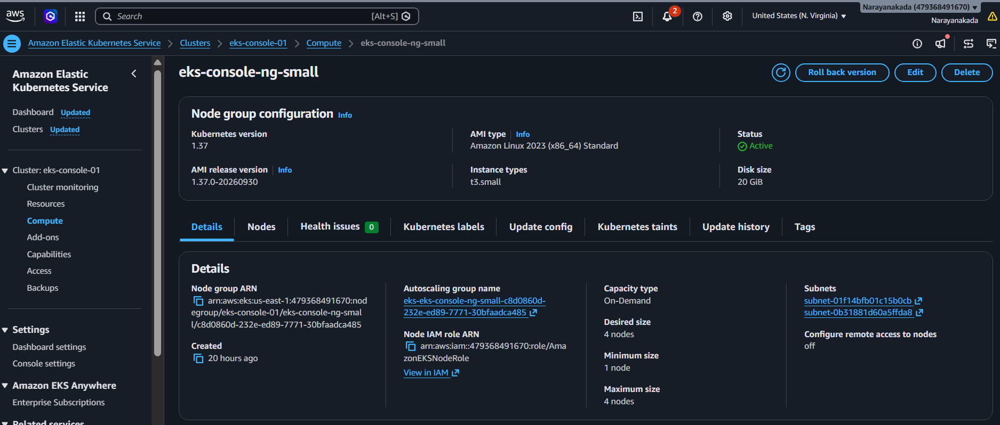 aws
Search
[Alt+S]
2
United States (N. Virginia)
Narayanakada (479368491670)
Narayanakada
Amazon Elastic Kubernetes Service
Clusters
eks-console-01
Compute
eks-console-ng-small
Amazon Elastic
Kubernetes Service
Dashboard Updated
Clusters Updated
Cluster: eks-console-01
Cluster monitoring
Resources
Compute
Add-ons
Capabilities
Access
Backups
Settings
Dashboard settings
Console settings
Amazon EKS Anywhere
Enterprise Subscriptions
Related services
eks-console-ng-small
Roll back version
Edit
Delete
Node group configuration Info
Kubernetes version
1.37
AMI type Info
Amazon Linux 2023 (x86_64) Standard
Status
Active
AMI release version Info
1.37.0-20260930
Instance types
t3.small
Disk size
20 GiB
Details
Nodes
Health issues 0
Kubernetes labels
Update config
Kubernetes taints
Update history
Tags
Details
Node group ARN
arn:aws:eks:us-east-1:479368491670:nod
egroup/eks-console-01/eks-console-ng-smal
l/c8d0860d-232e-ed89-7771-30bfaadca485
Created
20 hours ago
Autoscaling group name
eks-eks-console-ng-small-c8d0860d-
232e-ed89-7771-30bfaadca485
Node IAM role ARN
arn:aws:iam::479368491670:role/Ama
zonEKSNodeRole
View in IAM
Capacity type
On-Demand
Desired size
4 nodes
Minimum size
1 node
Maximum size
4 nodes
Subnets
subnet-01f14bfb01c15b0cb
subnet-0b31881d60a5ffda8
Configure remote access to nodes
off